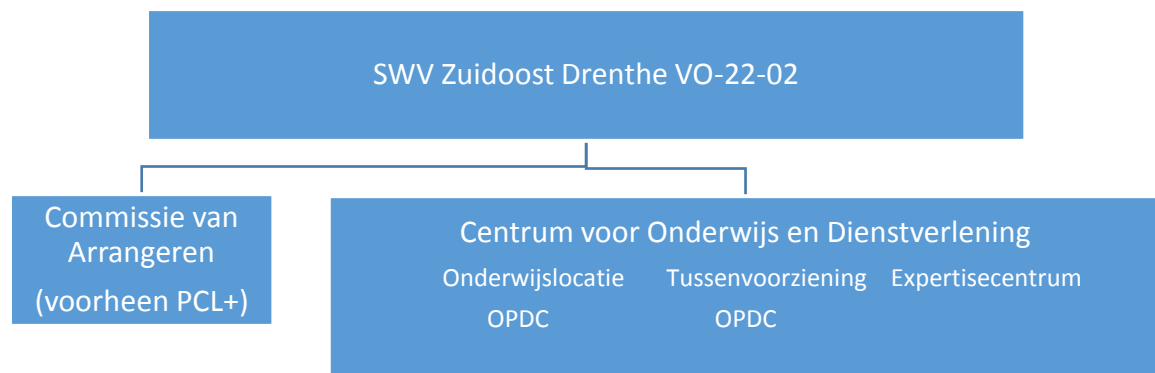 SWV Zuidoost Drenthe VO-22-02
Commissie van
Arrangeren
(voorheen PCL+)
Centrum voor Onderwijs en Dienstverlening
Onderwijslocatie Tussenvoorziening Expertisecentrum
OPDC OPDC